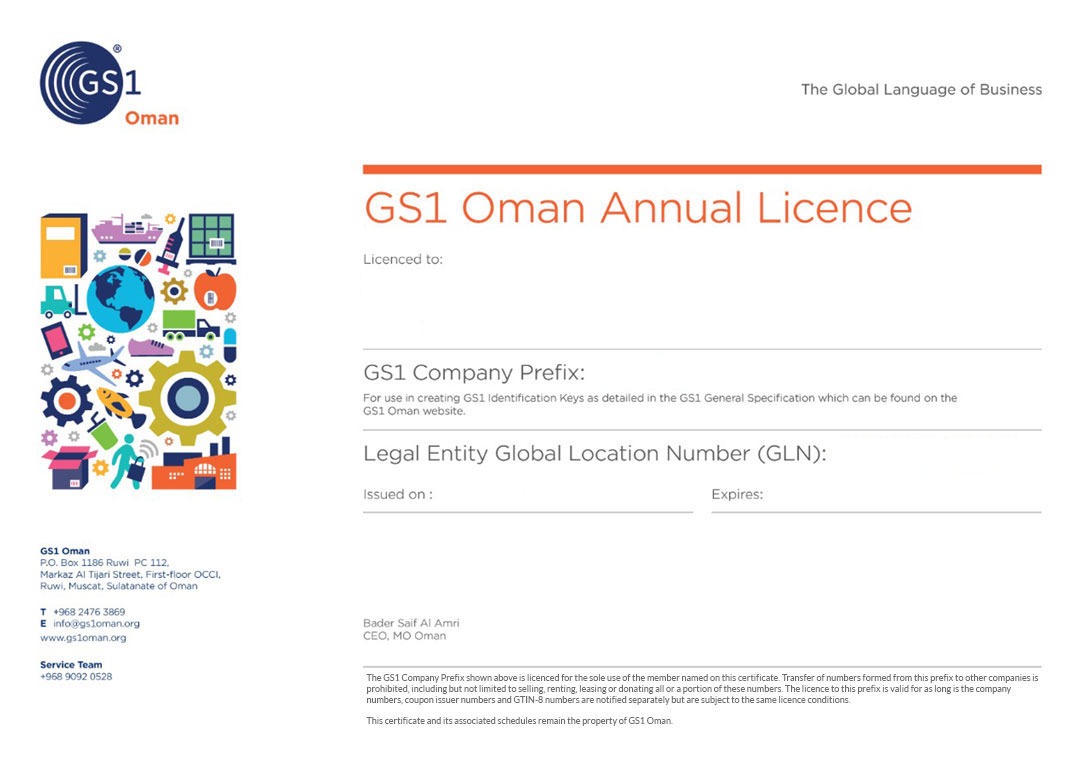 GS1®
Oman
The Global Language of Business
GS1 Oman Annual Licence
Licenced to:
GS1 Company Prefix:
For use in creating GS1 Identification Keys as detailed in the GS1 General Specification which can be found on the
GS1 Oman website.
Legal Entity Global Location Number (GLN):
Issued on :
Expires:
GS1 Oman
P.O. Box 1186 Ruwi PC 112,
Markaz Al Tijari Street, First-floor OCCI,
Ruwi, Muscat, Sulatanate of Oman
T +968 2476 3869
E info@gs1oman.org
www.gs1oman.org
Service Team
+968 9092 0528
Bader Saif Al Amri
CEO, MO Oman
The GS1 Company Prefix shown above is licenced for the sole use of the member named on this certificate. Transfer of numbers formed from this prefix to other companies is
prohibited, including but not limited to selling, renting, leasing or donating all or a portion of these numbers. The licence to this prefix is valid for as long is the company
numbers, coupon issuer numbers and GTIN-8 numbers are notified separately but are subject to the same licence conditions.
This certificate and its associated schedules remain the property of GS1 Oman.